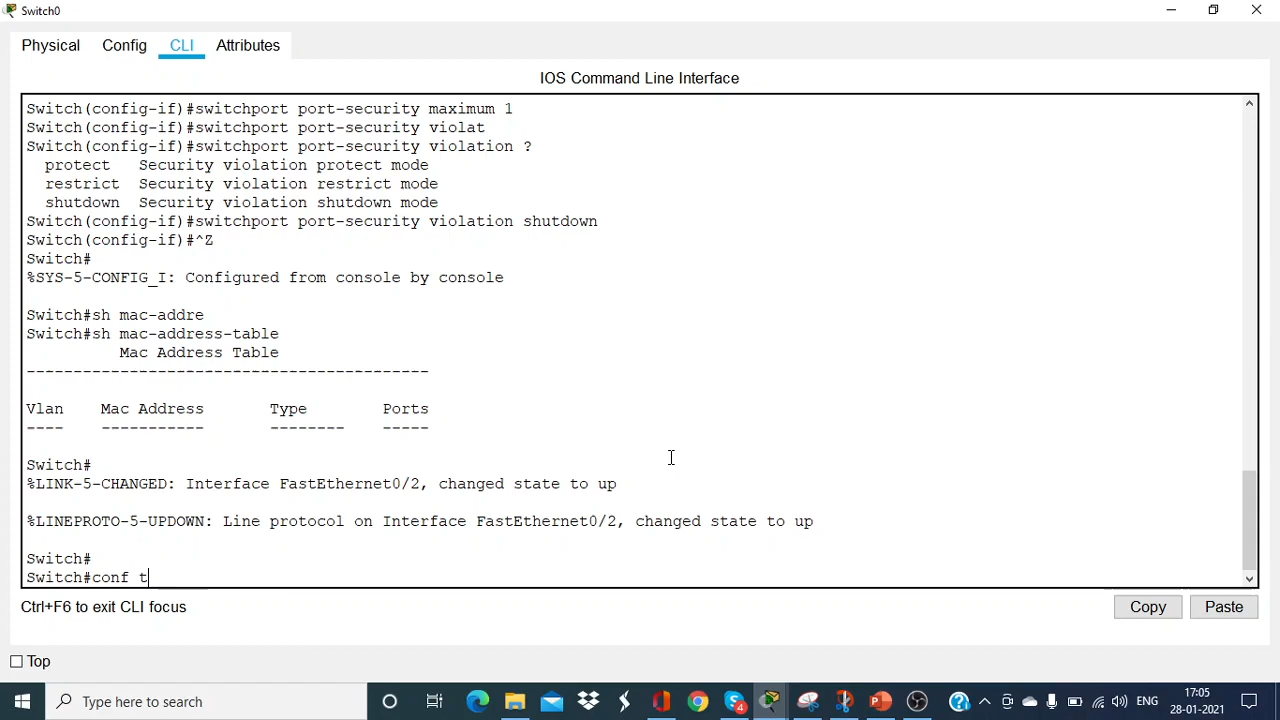 Switch0
Physical Config CLI Attributes
IOS Command Line Interface
Switch(config-if)#switchport port-security maximum 1
Switch(config-if)#switchport port-security violat
Switch(config-if)#switchport port-security violation ?
protect Security violation protect mode
restrict Security violation restrict mode
shutdown Security violation shutdown mode
Switch(config-if)#switchport port-security violation shutdown
Switch(config-if)#^Z
Switch#
%SYS-5-CONFIG_I: Configured from console by console
Switch#sh mac-addre
Switch#sh mac-address-table
Mac Address Table
-------------------------------------------
Vlan Mac Address Type Ports
---- ----------- -------- -----
Switch#
%LINK-5-CHANGED: Interface FastEthernet0/2, changed state to up
%LINEPROTO-5-UPDOWN: Line protocol on Interface FastEthernet0/2, changed state to up
Switch#
Switch#conf t
Ctrl+F6 to exit CLI focus
Copy Paste
Top
Type here to search
4
ENG
17:05
28-01-2021